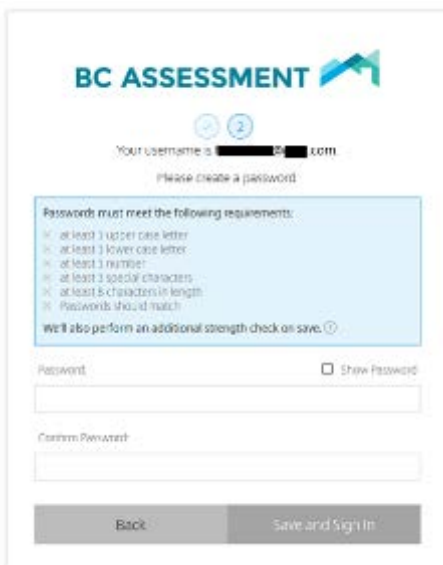 BC ASSESSMENT
2
Your username is @ .com.
Please create a password
Passwords must meet the following requirements:
at least 1 upper case letter
at least 1 lower case letter
at least 1 number
at least 3 special characters
at least 8 characters in length
Passwords should match
We'll also perform an additional strength check on save.
Password: Show Password
Confirm Password:
Back Save and Sign In